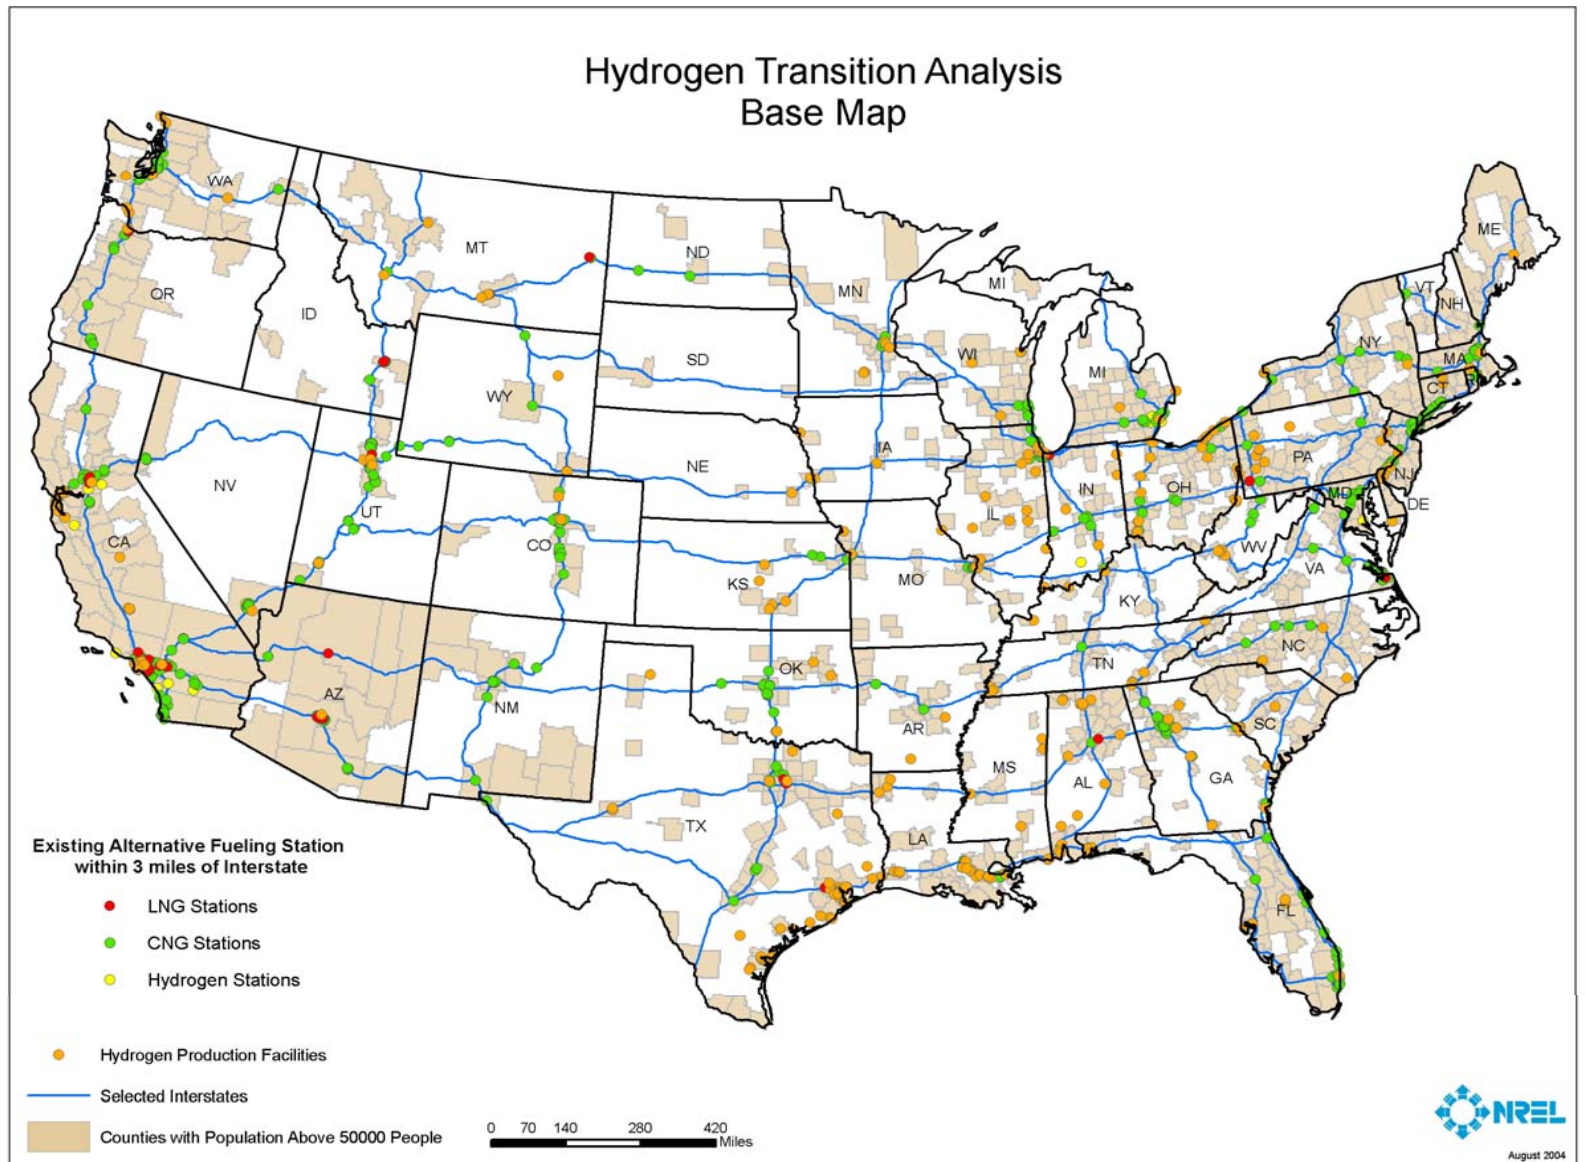 Hydrogen Transition Analysis
Base Map
WA
MT
ND
MN
MI
ME
VT
NH
OR
ID
SD
WI
MI
NY
MA
CT
RI
WY
NE
IA
PA
NJ
NV
UT
CO
IL
IN
OH
MD
DE
CA
KS
MO
WV
VA
KY
AZ
NM
OK
AR
TN
NC
SC
TX
LA
MS
AL
GA
FL
Existing Alternative Fueling Station
within 3 miles of Interstate
LNG Stations
CNG Stations
Hydrogen Stations
Hydrogen Production Facilities
Selected Interstates
Counties with Population Above 50000 People
0 70 140 280 420
Miles
NREL
August 2004